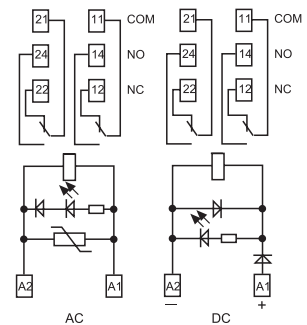 21 11 COM 21 11 COM
24 14 NO 24 14 NO
22 12 NC 22 12 NC
A2 A1 A2 A1
— +
AC DC